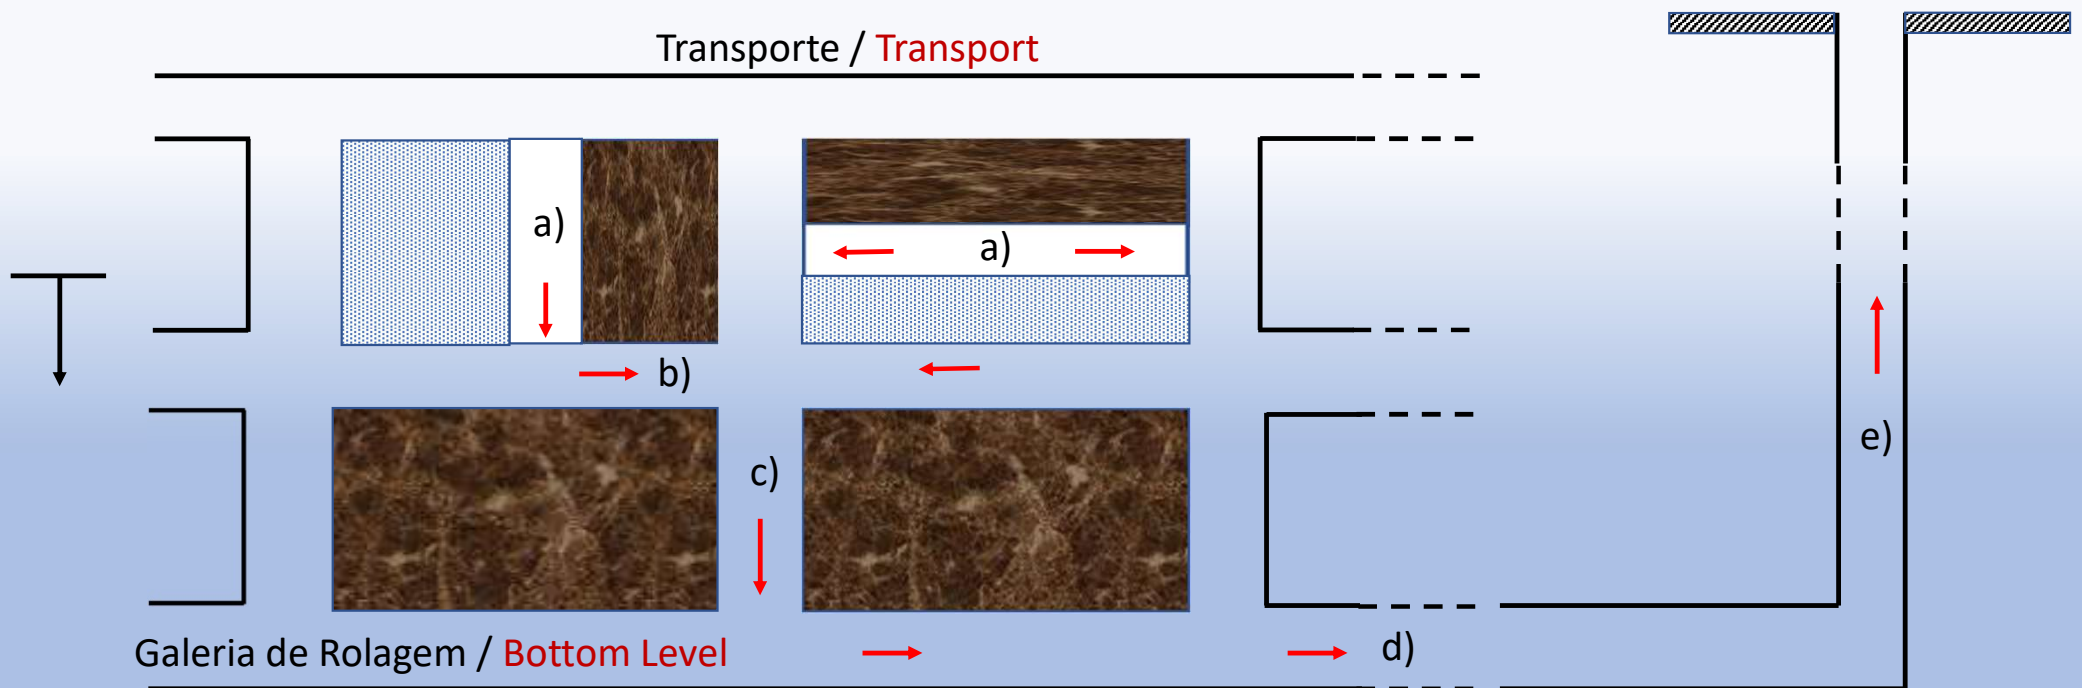 Transporte / Transport
a)
a)
b)
e)
c)
Galeria de Rolagem / Bottom Level
d)